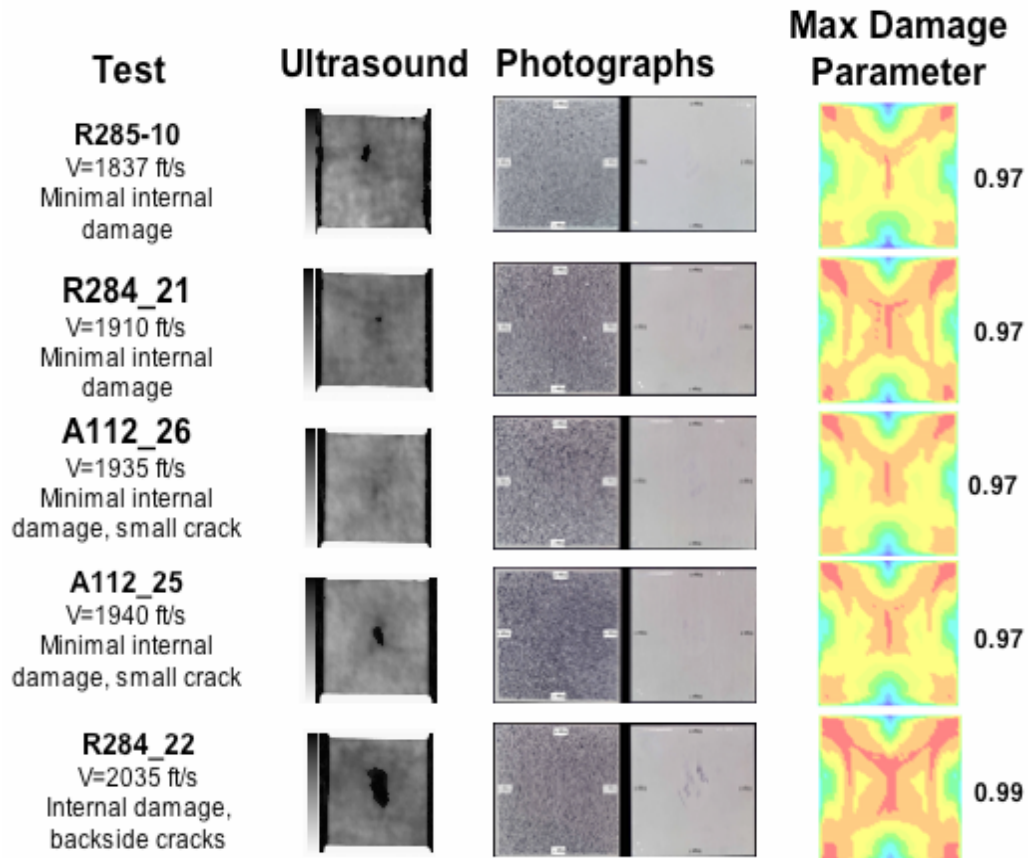 Test
Ultrasound
Photographs
Max Damage
Parameter
R285-10
V=1837 ft/s
Minimal internal
damage
0.97
R284_21
V=1910 ft/s
Minimal internal
damage
0.97
A112_26
V=1935 ft/s
Minimal internal
damage, small crack
0.97
A112_25
V=1940 ft/s
Minimal internal
damage, small crack
0.97
R284_22
V=2035 ft/s
Internal damage,
backside cracks
0.99